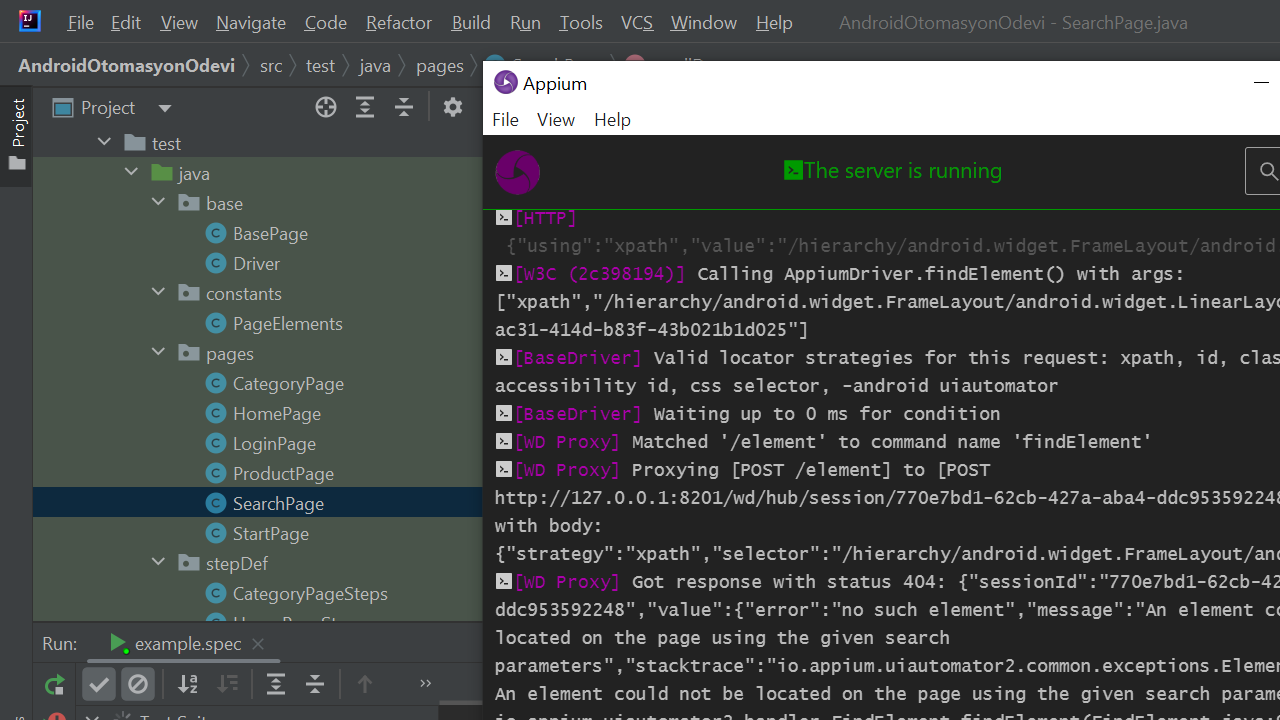 File Edit View Navigate Code Refactor Build Run Tools VCS Window Help AndroidOtomasyonOdevi - SearchPage.java
AndroidOtomasyonOdevi src test java pages
Project
Project
test
java
base
BasePage
Driver
constants
PageElements
pages
CategoryPage
HomePage
LoginPage
ProductPage
SearchPage
StartPage
stepDef
CategoryPageSteps
Run: example.spec
Appium
File View Help
The server is running
[HTTP]
{"using":"xpath","value":"/hierarchy/android.widget.FrameLayout/android
[W3C (2c398194)] Calling AppiumDriver.findElement() with args:
["xpath","/hierarchy/android.widget.FrameLayout/android.widget.LinearLayo
ac31-414d-b83f-43b021b1d025"]
[BaseDriver] Valid locator strategies for this request: xpath, id, clas
accessibility id, css selector, -android uiautomator
[BaseDriver] Waiting up to 0 ms for condition
[WD Proxy] Matched '/element' to command name 'findElement'
[WD Proxy] Proxying [POST /element] to [POST
http://127.0.0.1:8201/wd/hub/session/770e7bd1-62cb-427a-aba4-ddc953592248
with body:
{"strategy":"xpath","selector":"/hierarchy/android.widget.FrameLayout/and
[WD Proxy] Got response with status 404: {"sessionId":"770e7bd1-62cb-42
ddc953592248","value":{"error":"no such element","message":"An element co
located on the page using the given search
parameters","stacktrace":"io.appium.uiautomator2.common.exceptions.Elemen
An element could not be located on the page using the given search parame
io.appium.uiautomator2.handler.FindElement.findElement(FindElement.java: